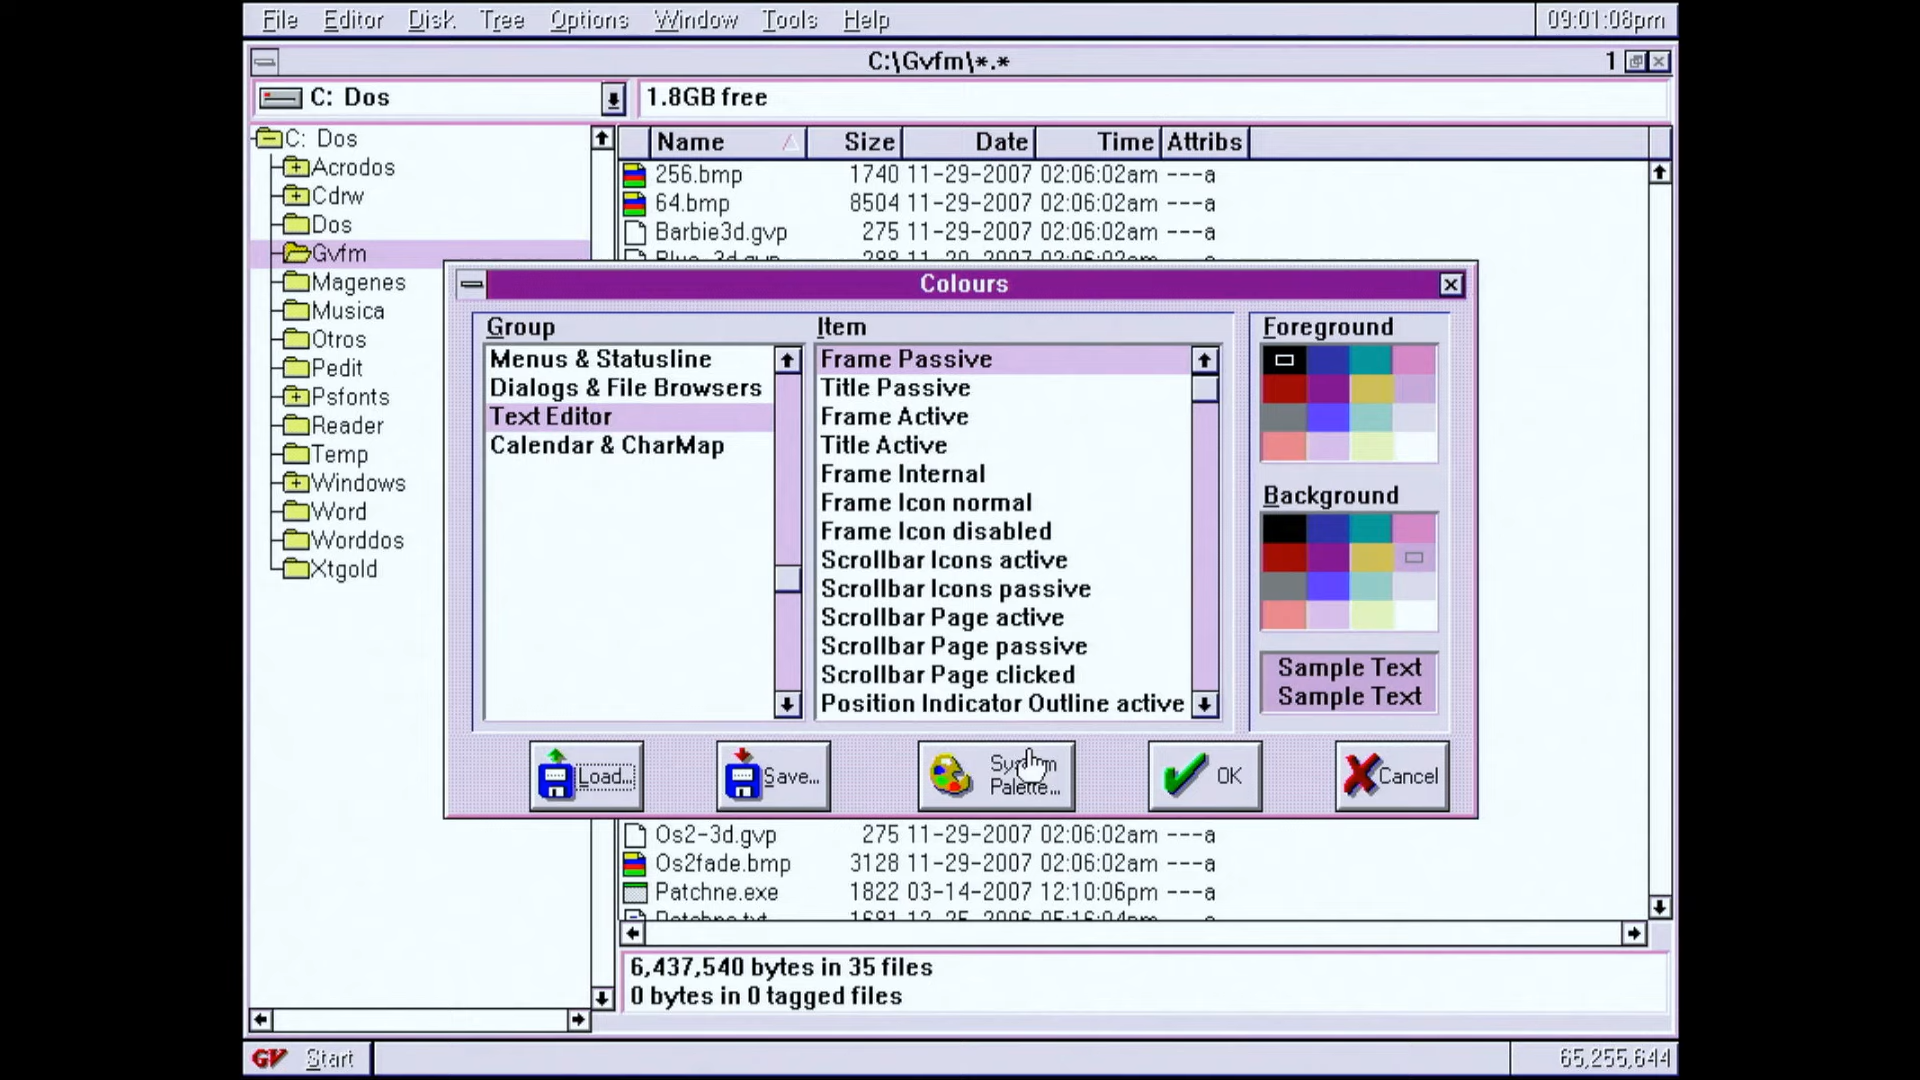 File Editor Disk Tree Options Window Tools Help 09:01:08pm
C:\Gvfm\*.* 1
C: Dos 1.8GB free
C: Dos
Acrodos
Cdrw
Dos
Gvfm
Magenes
Musica
Otros
Pedit
Psfonts
Reader
Temp
Windows
Word
Worddos
Xtgold
Name Size Date Time Attribs
256.bmp 1740 11-29-2007 02:06:02am ---a
64.bmp 8504 11-29-2007 02:06:02am ---a
Barbie3d.gvp 275 11-29-2007 02:06:02am ---a
Colours
Group
Menus & Statusline
Dialogs & File Browsers
Text Editor
Calendar & CharMap
Item
Frame Passive
Title Passive
Frame Active
Title Active
Frame Internal
Frame Icon normal
Frame Icon disabled
Scrollbar Icons active
Scrollbar Icons passive
Scrollbar Page active
Scrollbar Page passive
Scrollbar Page clicked
Position Indicator Outline active
Foreground
Background
Sample Text
Sample Text
Load...
Save...
Palette...
OK
Cancel
Os2-3d.gvp 275 11-29-2007 02:06:02am ---a
Os2fade.bmp 3128 11-29-2007 02:06:02am ---a
Patchne.exe 1822 03-14-2007 12:10:06pm ---a
6,437,540 bytes in 35 files
0 bytes in 0 tagged files
GV Start 65,255,644